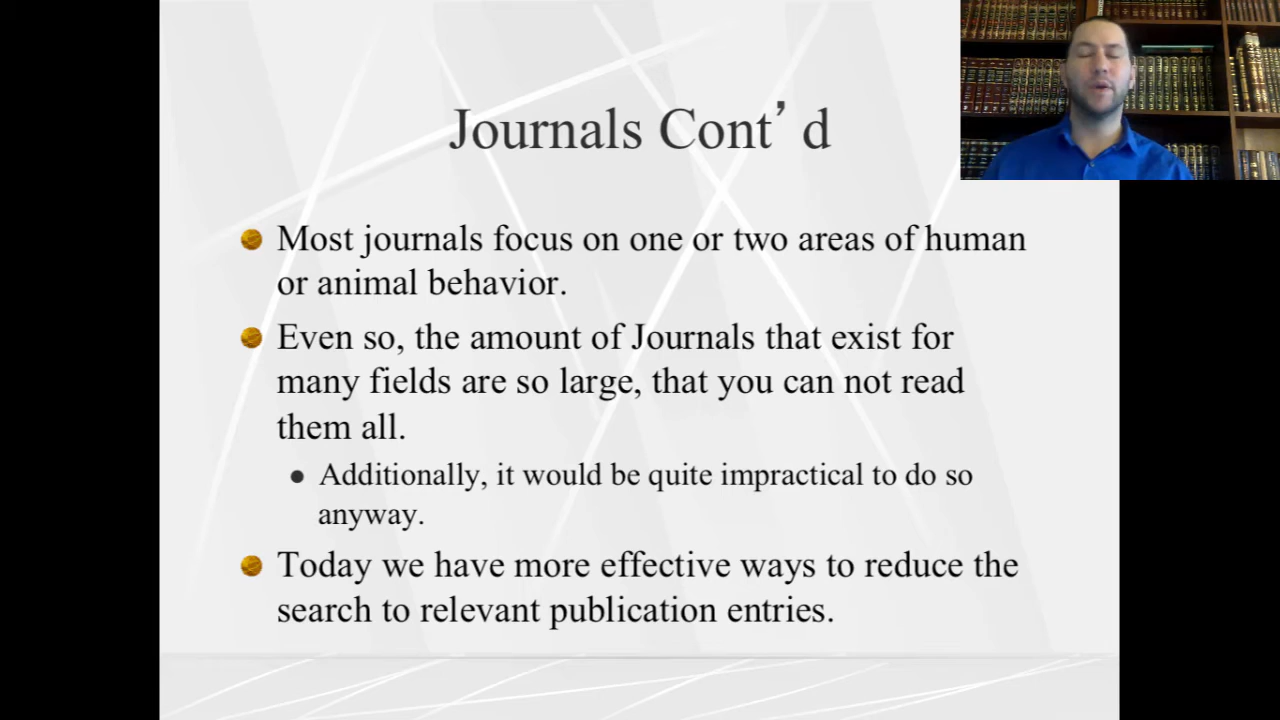 Journals Cont’d
Most journals focus on one or two areas of human
or animal behavior.
Even so, the amount of Journals that exist for
many fields are so large, that you can not read
them all.
Additionally, it would be quite impractical to do so
anyway.
Today we have more effective ways to reduce the
search to relevant publication entries.